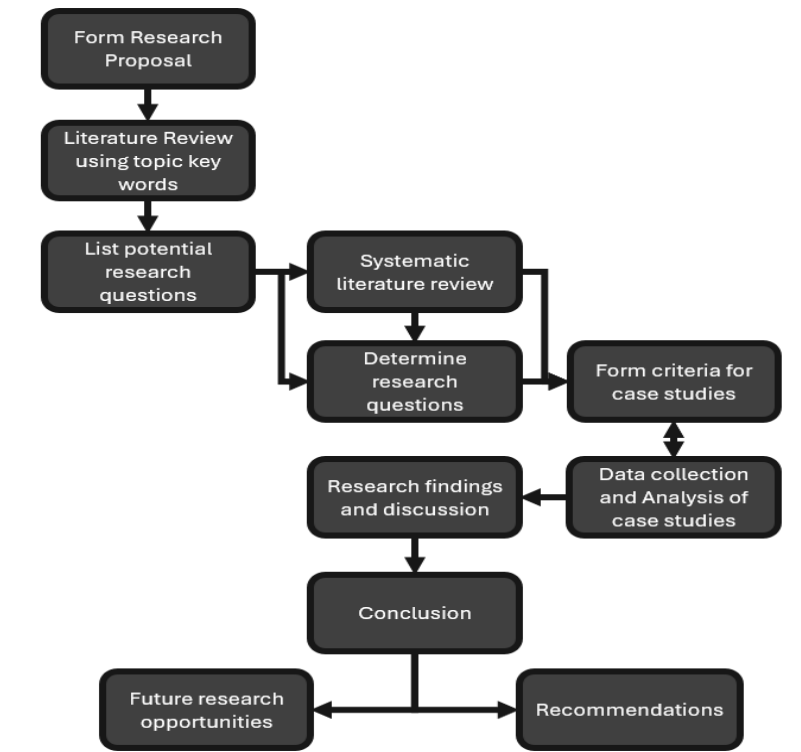 Form Research
Proposal
Literature Review
using topic key
words
List potential
research
questions
Systematic
literature review
Determine
research
questions
Form criteria for
case studies
Data collection
and Analysis of
case studies
Research findings
and discussion
Conclusion
Future research
opportunities
Recommendations